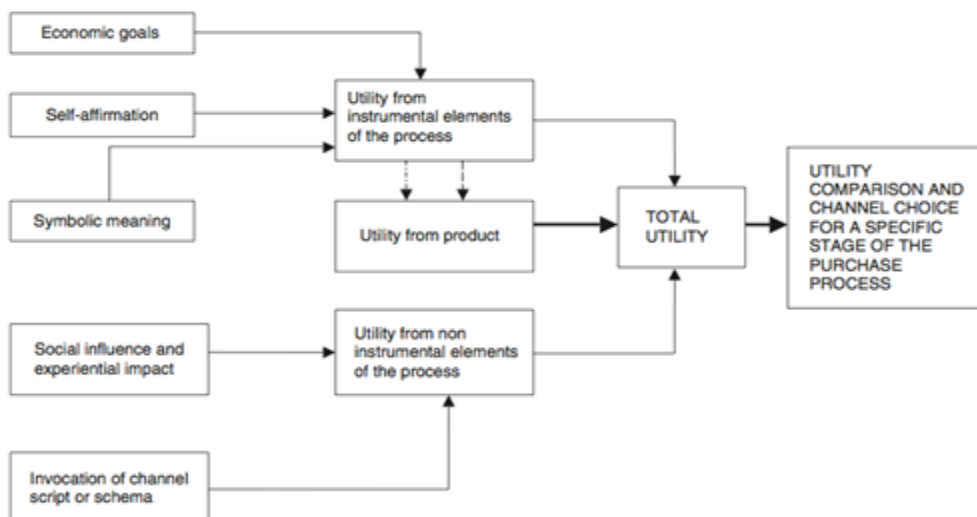 Economic goals
Self-affirmation
Symbolic meaning
Social influence and
experiential impact
Invocation of channel
script or schema
Utility from
instrumental elements
of the process
Utility from product
Utility from non
instrumental elements
of the process
TOTAL
UTILITY
UTILITY
COMPARISON AND
CHANNEL CHOICE
FOR A SPECIFIC
STAGE OF THE
PURCHASE
PROCESS